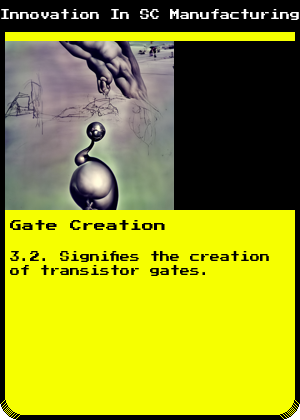 Innovation In SC Manufacturing
Gate Creation
3.2. Signifies the creation
of transistor gates.